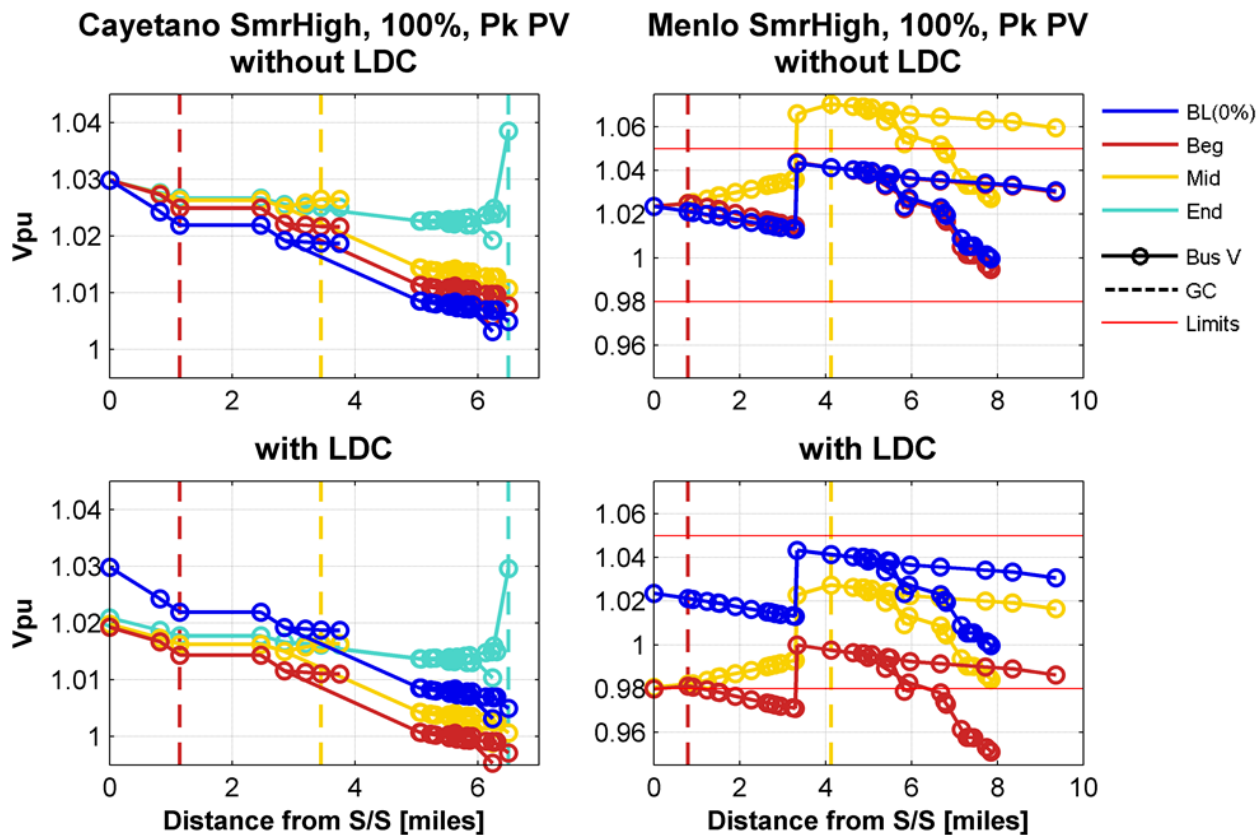 Cayetano SmrHigh, 100%, Pk PV
without LDC
Menlo SmrHigh, 100%, Pk PV
without LDC
Vpu
1.04
1.03
1.02
1.01
1
0
2
4
6
1.06
1.04
1.02
1
0.98
0.96
0
2
4
6
8
10
BL(0%)
Beg
Mid
End
Bus V
GC
Limits
with LDC
with LDC
Vpu
1.04
1.03
1.02
1.01
1
0
2
4
6
Distance from S/S [miles]
1.06
1.04
1.02
1
0.98
0.96
0
2
4
6
8
10
Distance from S/S [miles]